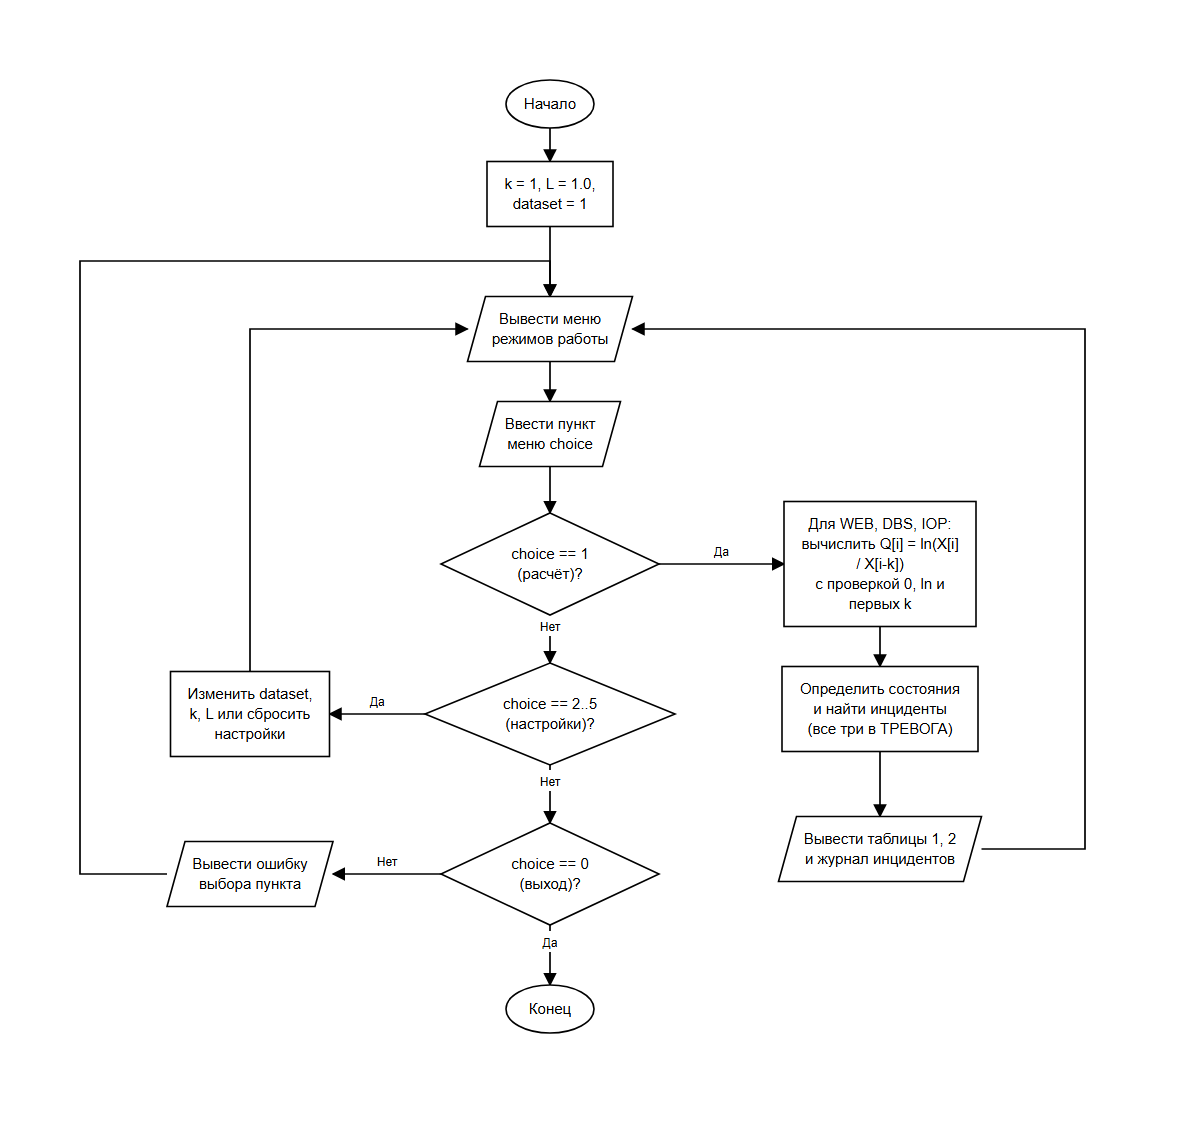 Начало
k = 1, L = 1.0,
dataset = 1
Вывести меню
режимов работы
Ввести пункт
меню choice
choice == 1
(расчёт)?
Да
Для WEB, DBS, IOP:
вычислить Q[i] = ln(X[i]
/ X[i-k])
с проверкой 0, ln и
первых k
Нет
Определить состояния
и найти инциденты
(все три в ТРЕВОГА)
choice == 2..5
(настройки)?
Да
Изменить dataset,
k, L или сбросить
настройки
Нет
Вывести таблицы 1, 2
и журнал инцидентов
choice == 0
(выход)?
Нет
Вывести ошибку
выбора пункта
Да
Конец